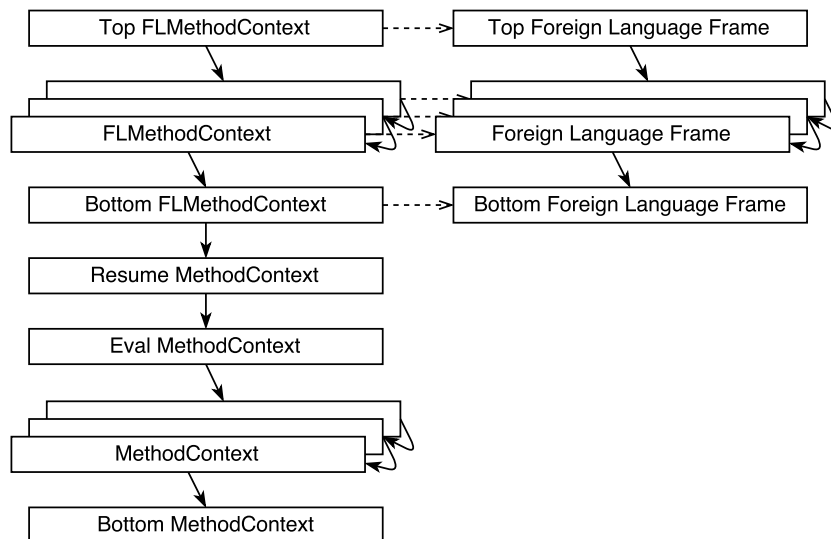 Top FLMethodContext
Top Foreign Language Frame
FLMethodContext
Foreign Language Frame
Bottom FLMethodContext
Bottom Foreign Language Frame
Resume MethodContext
Eval MethodContext
MethodContext
Bottom MethodContext